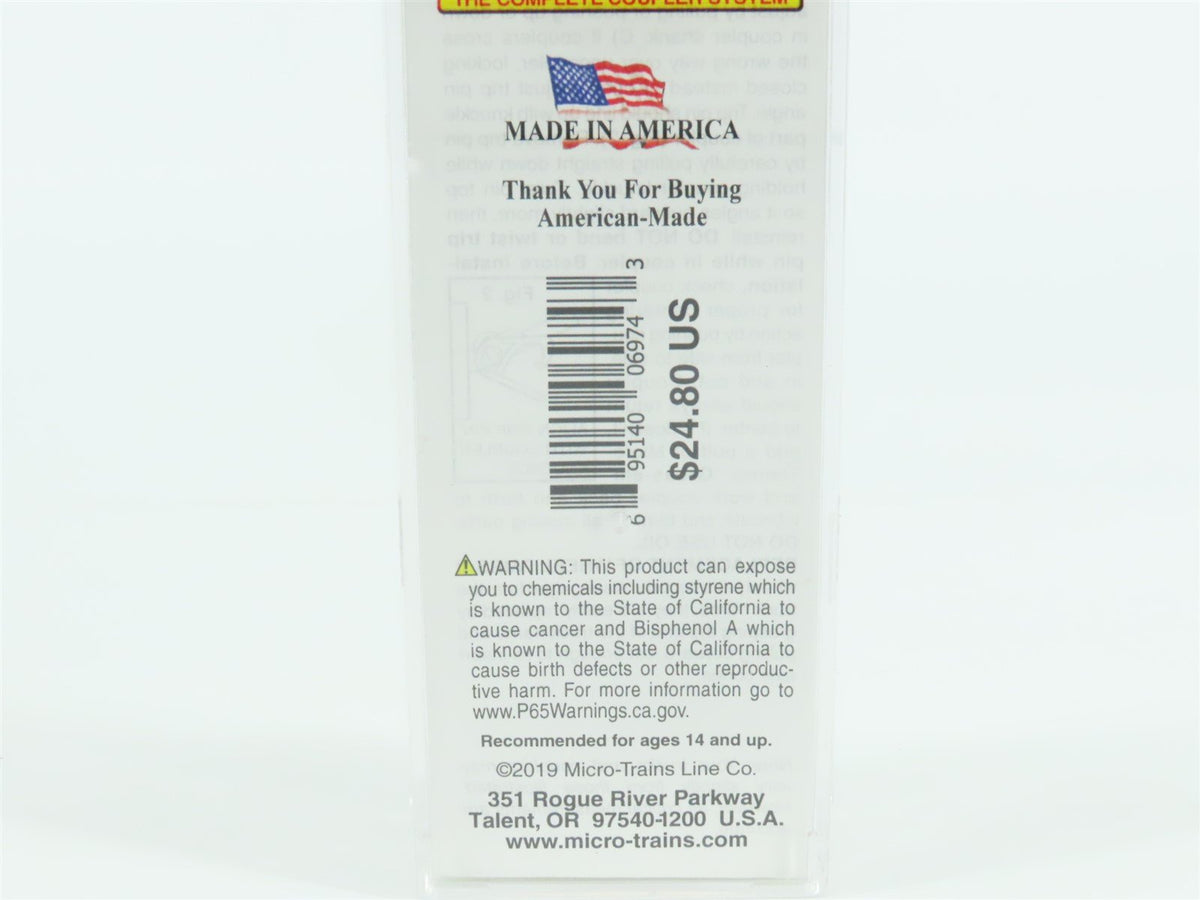 THE COMPLETE COUPLER SYSTEM
MADE IN AMERICA
Thank You For Buying
American-Made
6 95140 06974 3
$24.80 US
WARNING: This product can expose
you to chemicals including styrene which
is known to the State of California to
cause cancer and Bisphenol A which
is known to the State of California to
cause birth defects or other reproduc-
tive harm. For more information go to
www.P65Warnings.ca.gov.
Recommended for ages 14 and up.
©2019 Micro-Trains Line Co.
351 Rogue River Parkway
Talent, OR 97540-1200 U.S.A.
www.micro-trains.com